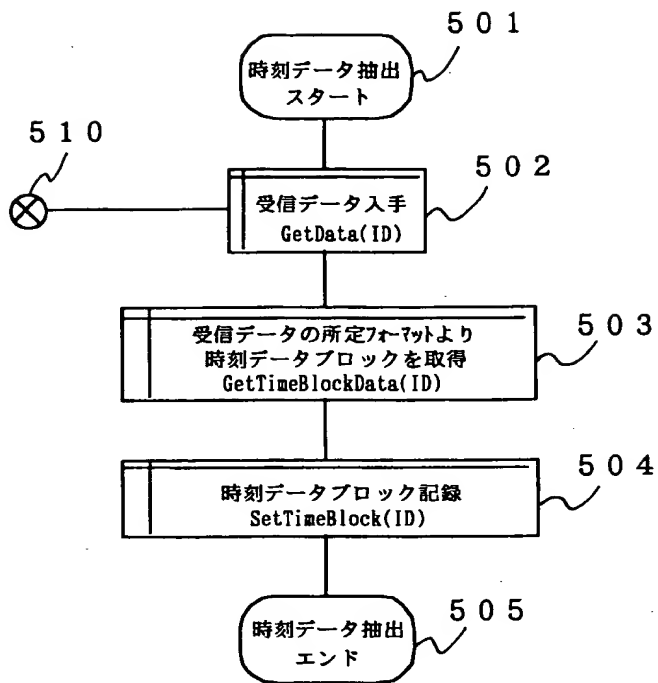 ５０１
時刻データ抽出
スタート
５１０
５０２
受信データ入手
GetData(ID)
５０３
受信データの所定ﾌｫｰﾏｯﾄより
時刻データブロックを取得
GetTimeBlockData(ID)
５０４
時刻データブロック記録
SetTimeBlock(ID)
５０５
時刻データ抽出
エンド